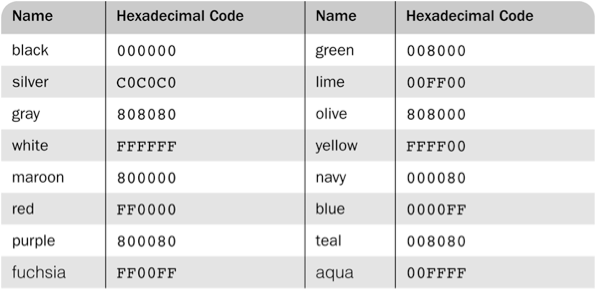 Name Hexadecimal Code Name Hexadecimal Code
black 000000 green 008000
silver C0C0C0 lime 00FF00
gray 808080 olive 808000
white FFFFFF yellow FFFF00
maroon 800000 navy 000080
red FF0000 blue 0000FF
purple 800080 teal 008080
fuchsia FF00FF aqua 00FFFF